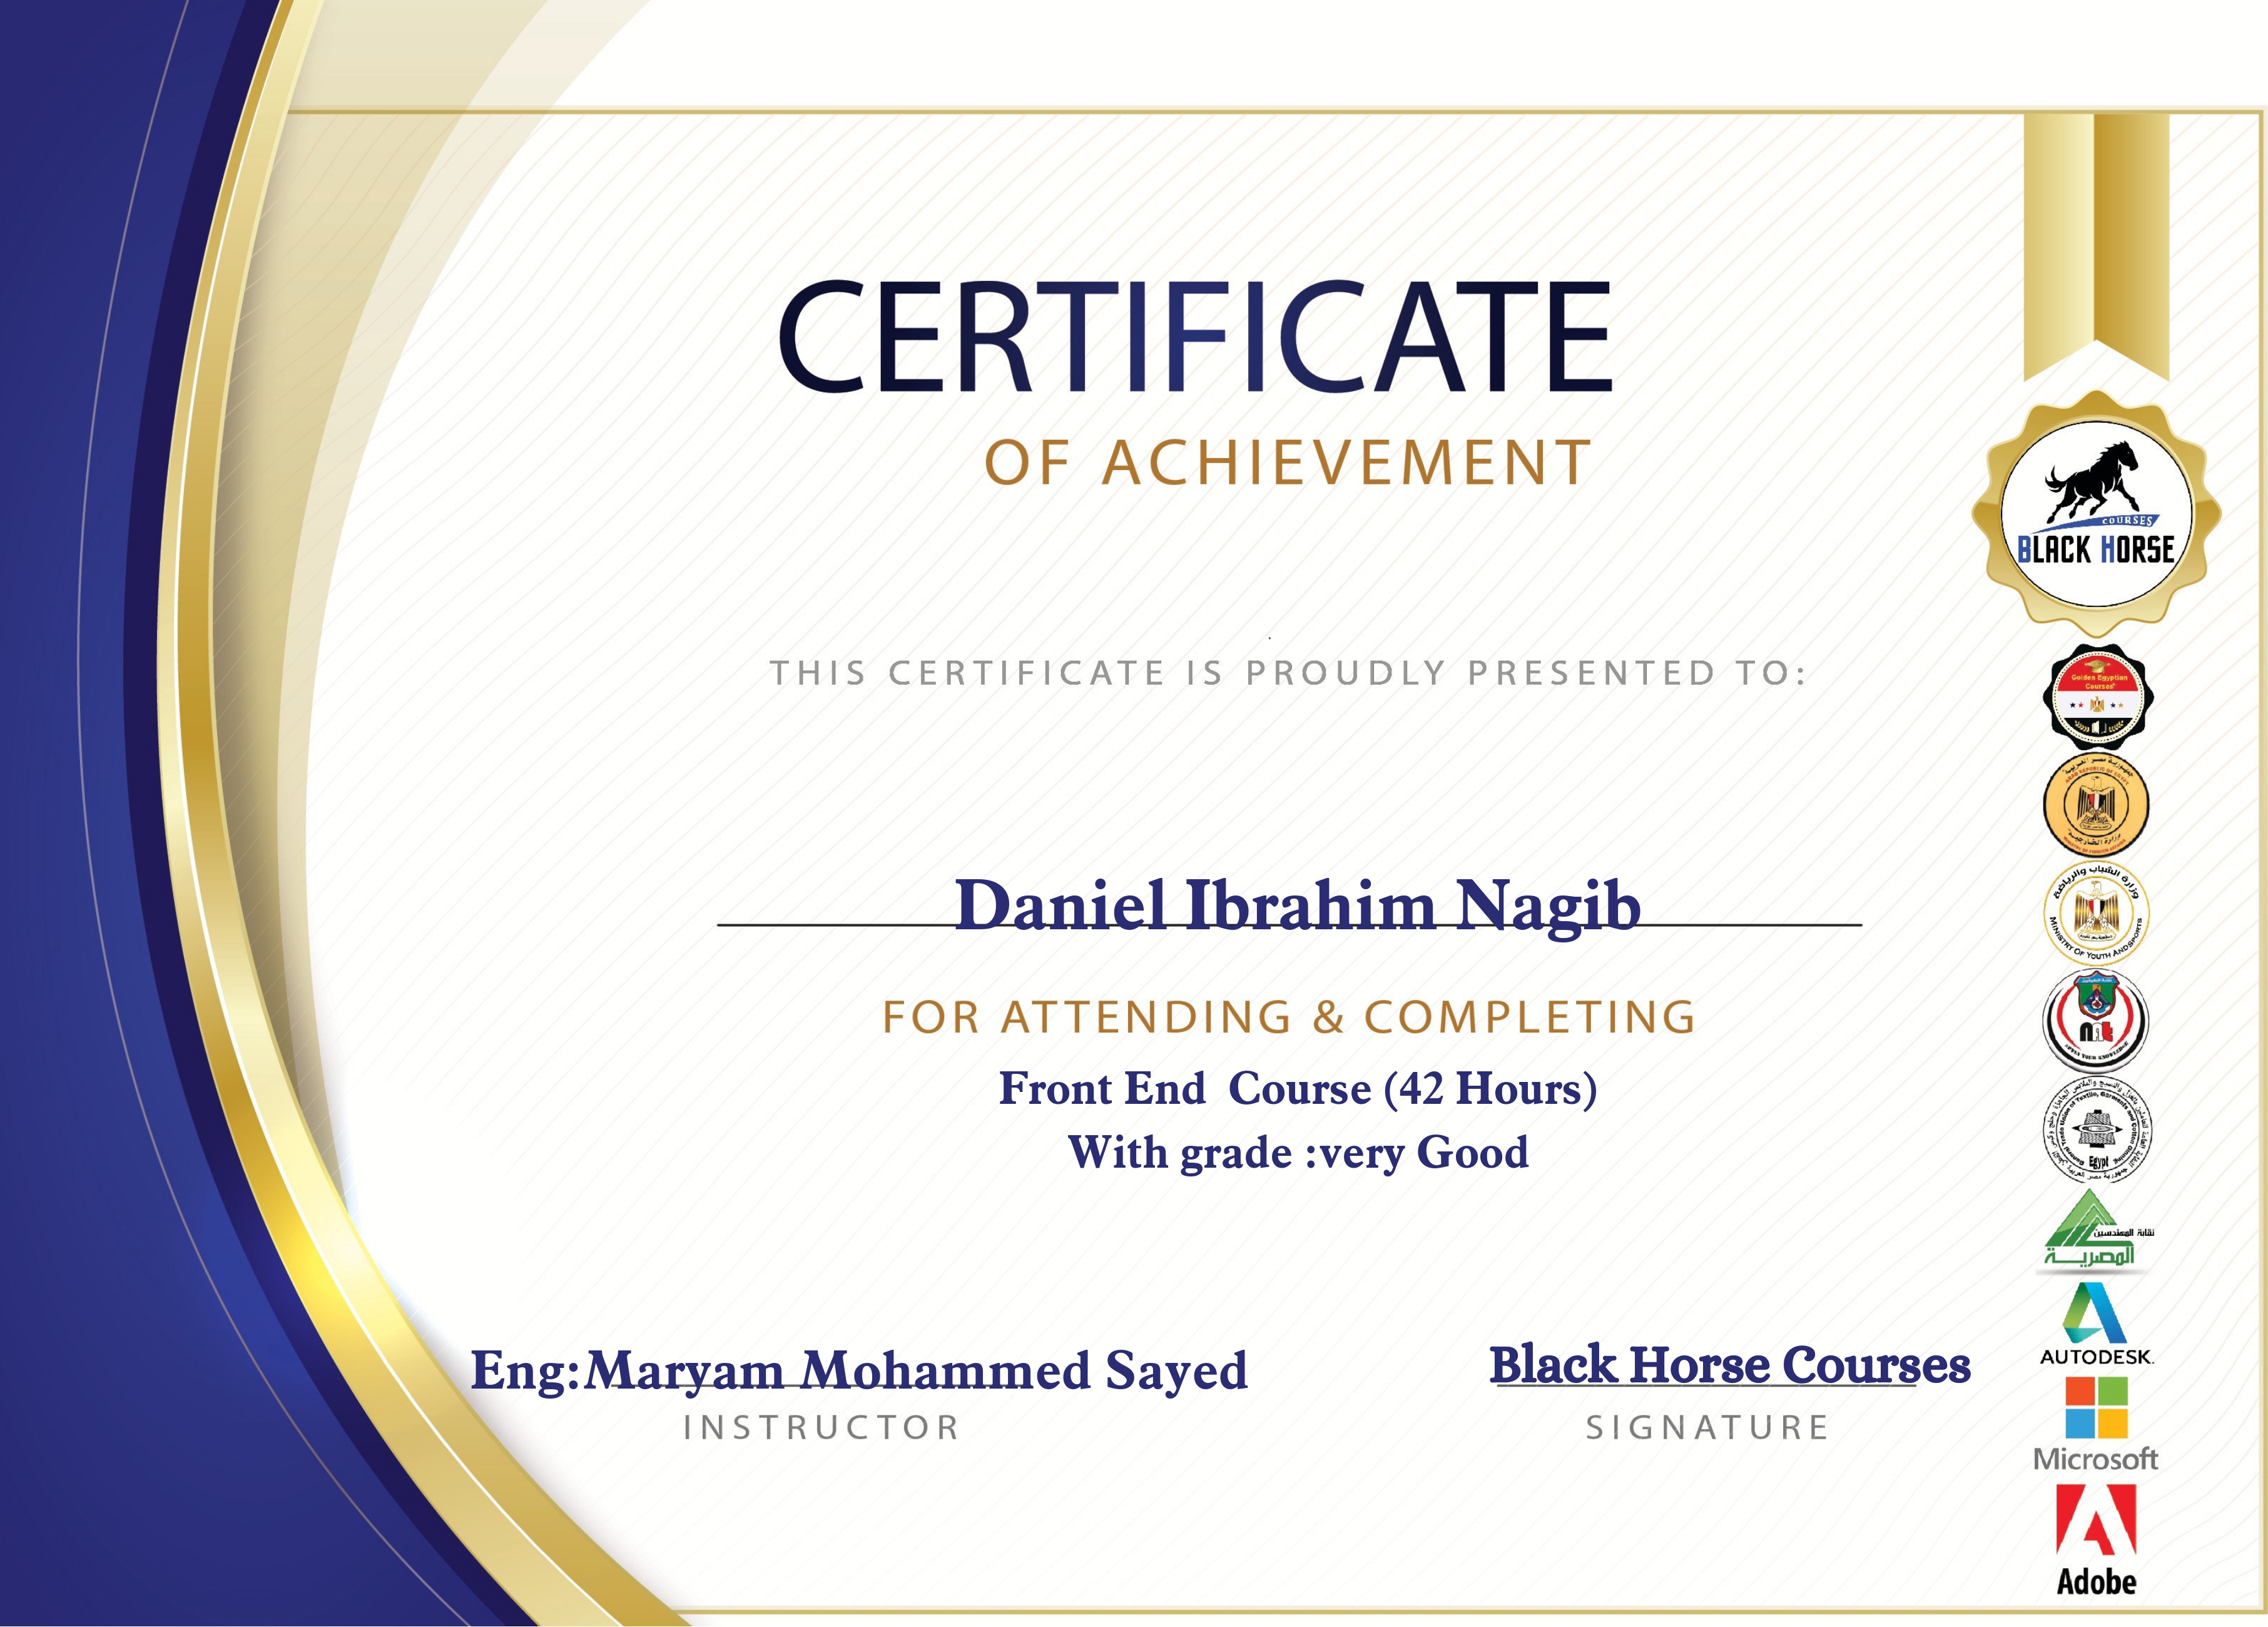 CERTIFICATE
OF ACHIEVEMENT
COURSES
BLACK HORSE
THIS CERTIFICATE IS PROUDLY PRESENTED TO:
Golden Egyptian
Courses
Daniel Ibrahim Nagib
وزارة الشباب والرياضة
MINISTRY OF YOUTH AND SPORTS
FOR ATTENDING & COMPLETING
Front End Course (42 Hours)
With grade :very Good
Egypt
نقابة المهندسين
المصرية
AUTODESK.
Eng:Maryam Mohammed Sayed
INSTRUCTOR
Black Horse Courses
SIGNATURE
Microsoft
Adobe